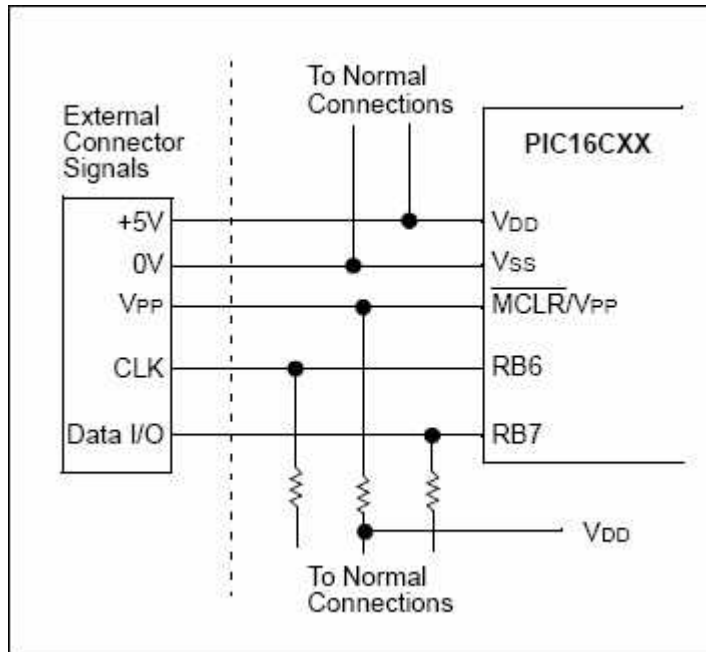 To Normal
Connections
External
Connector
Signals
PIC16CXX
+5V
VDD
0V
VSS
VPP
MCLR/VPP
CLK
RB6
Data I/O
RB7
VDD
To Normal
Connections